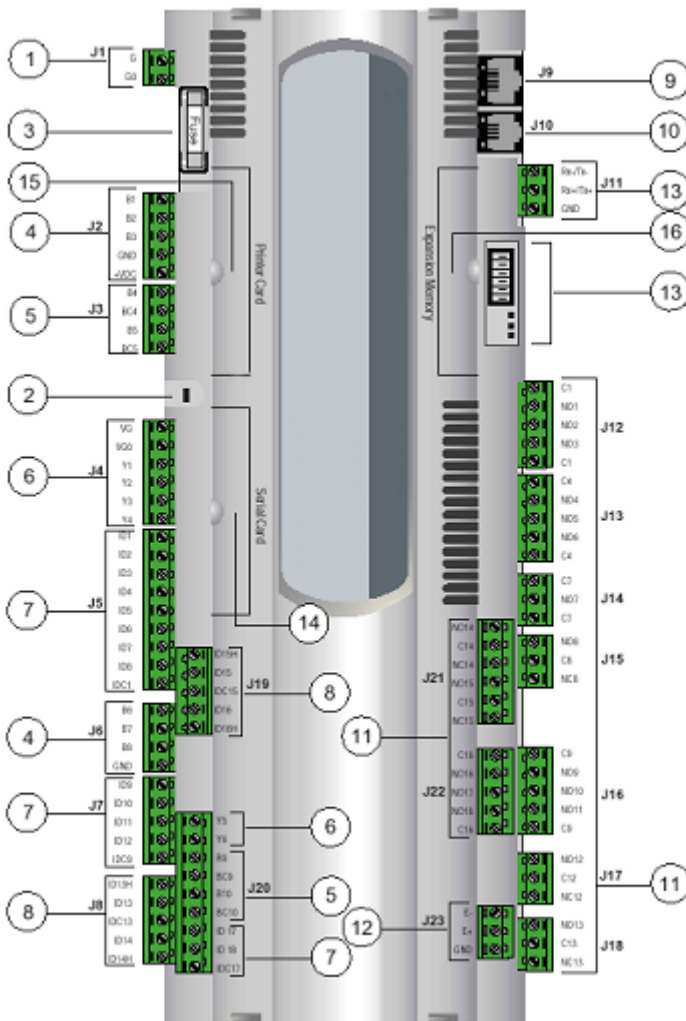 1
J1
G
G0
3
Fuse
15
4
J2
B1
B2
B3
GND
+VDC
5
J3
B4
BC4
B5
BC5
Printer Card
2
6
J4
VG
VG0
Y1
Y2
Y3
Y4
Serial Card
14
7
J5
ID1
ID2
ID3
ID4
ID5
ID6
ID7
ID8
IDC1
J19
8
ID15H
ID15
IDC15
ID16
ID16H
4
J6
B6
B7
B8
GND
7
J7
ID9
ID10
ID11
ID12
IDC9
8
J8
ID13H
ID13
IDC13
ID14
ID14H
Y5
Y6
6
B9
BC9
B10
BC10
J20
5
ID 17
ID 18
IDC17
7
J9
9
J10
10
Rx-/Tx-
Rx+/Tx+
GND
J11
13
16
Expansion Memory
13
C1
NO1
NO2
NO3
C1
J12
C4
NO4
NO5
NO6
C4
J13
C7
NO7
C7
J14
NO8
C8
NC8
J15
J21
NO14
C14
NC14
NO15
C15
NC15
11
J22
C16
NO16
NO17
NO18
C16
C9
NO9
NO10
NO11
C9
J16
NO12
C12
NC12
J17
11
NO13
C13
NC13
J18
12
J23
E-
E+
GND